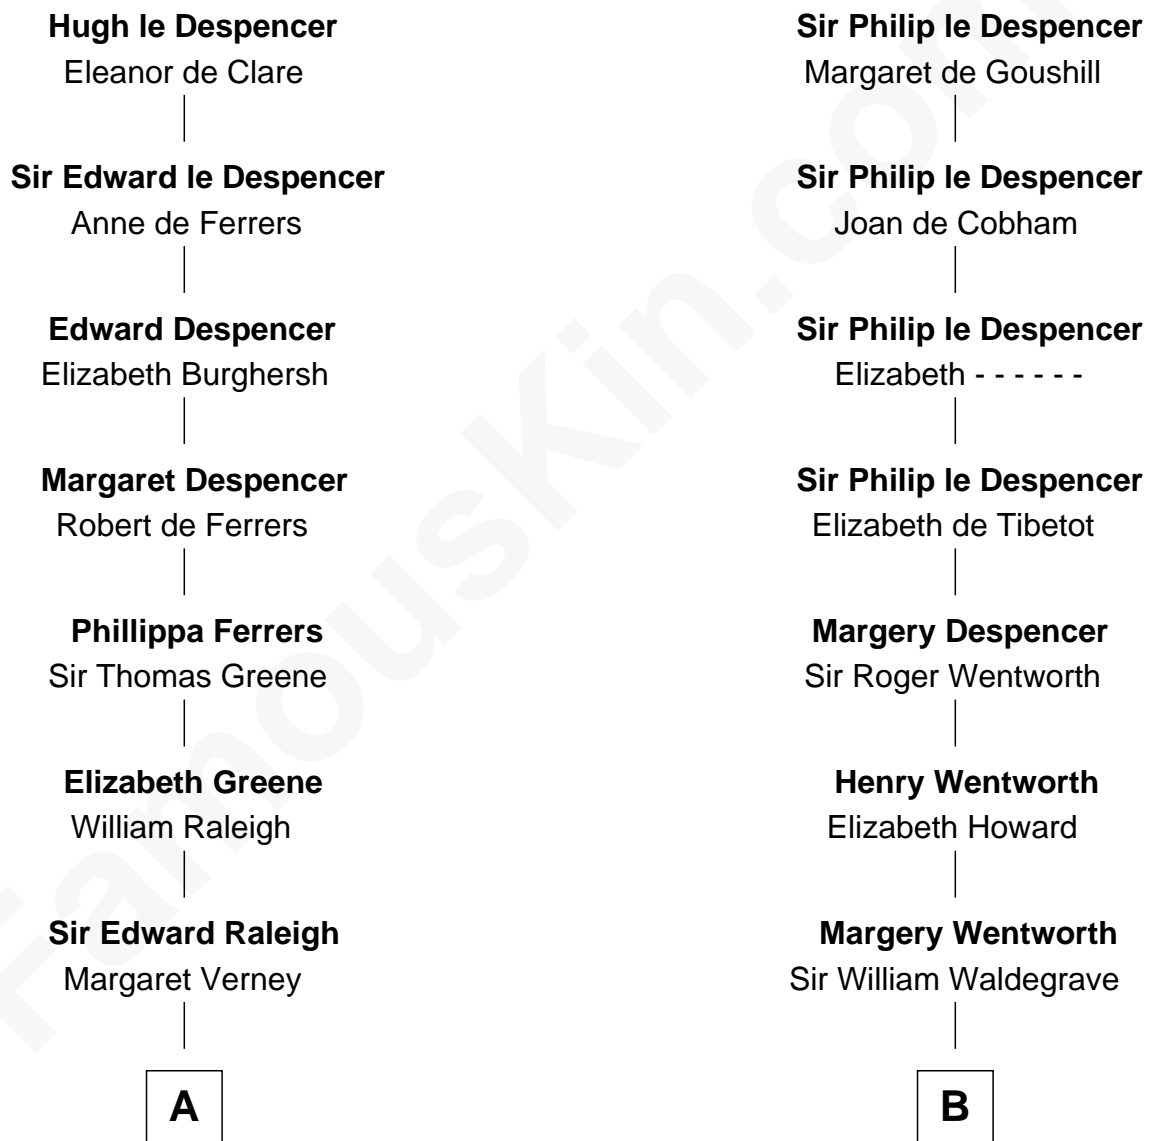 Hugh le Despencer
Eleanor de Clare
Sir Edward le Despencer
Anne de Ferrers
Edward Despencer
Elizabeth Burghersh
Margaret Despencer
Robert de Ferrers
Phillippa Ferrers
Sir Thomas Greene
Elizabeth Greene
William Raleigh
Sir Edward Raleigh
Margaret Verney
A
Sir Philip le Despencer
Margaret de Goushill
Sir Philip le Despencer
Joan de Cobham
Sir Philip le Despencer
Elizabeth - - - - - -
Sir Philip le Despencer
Elizabeth de Tibetot
Margery Despencer
Sir Roger Wentworth
Henry Wentworth
Elizabeth Howard
Margery Wentworth
Sir William Waldegrave
B
FamousKin.com